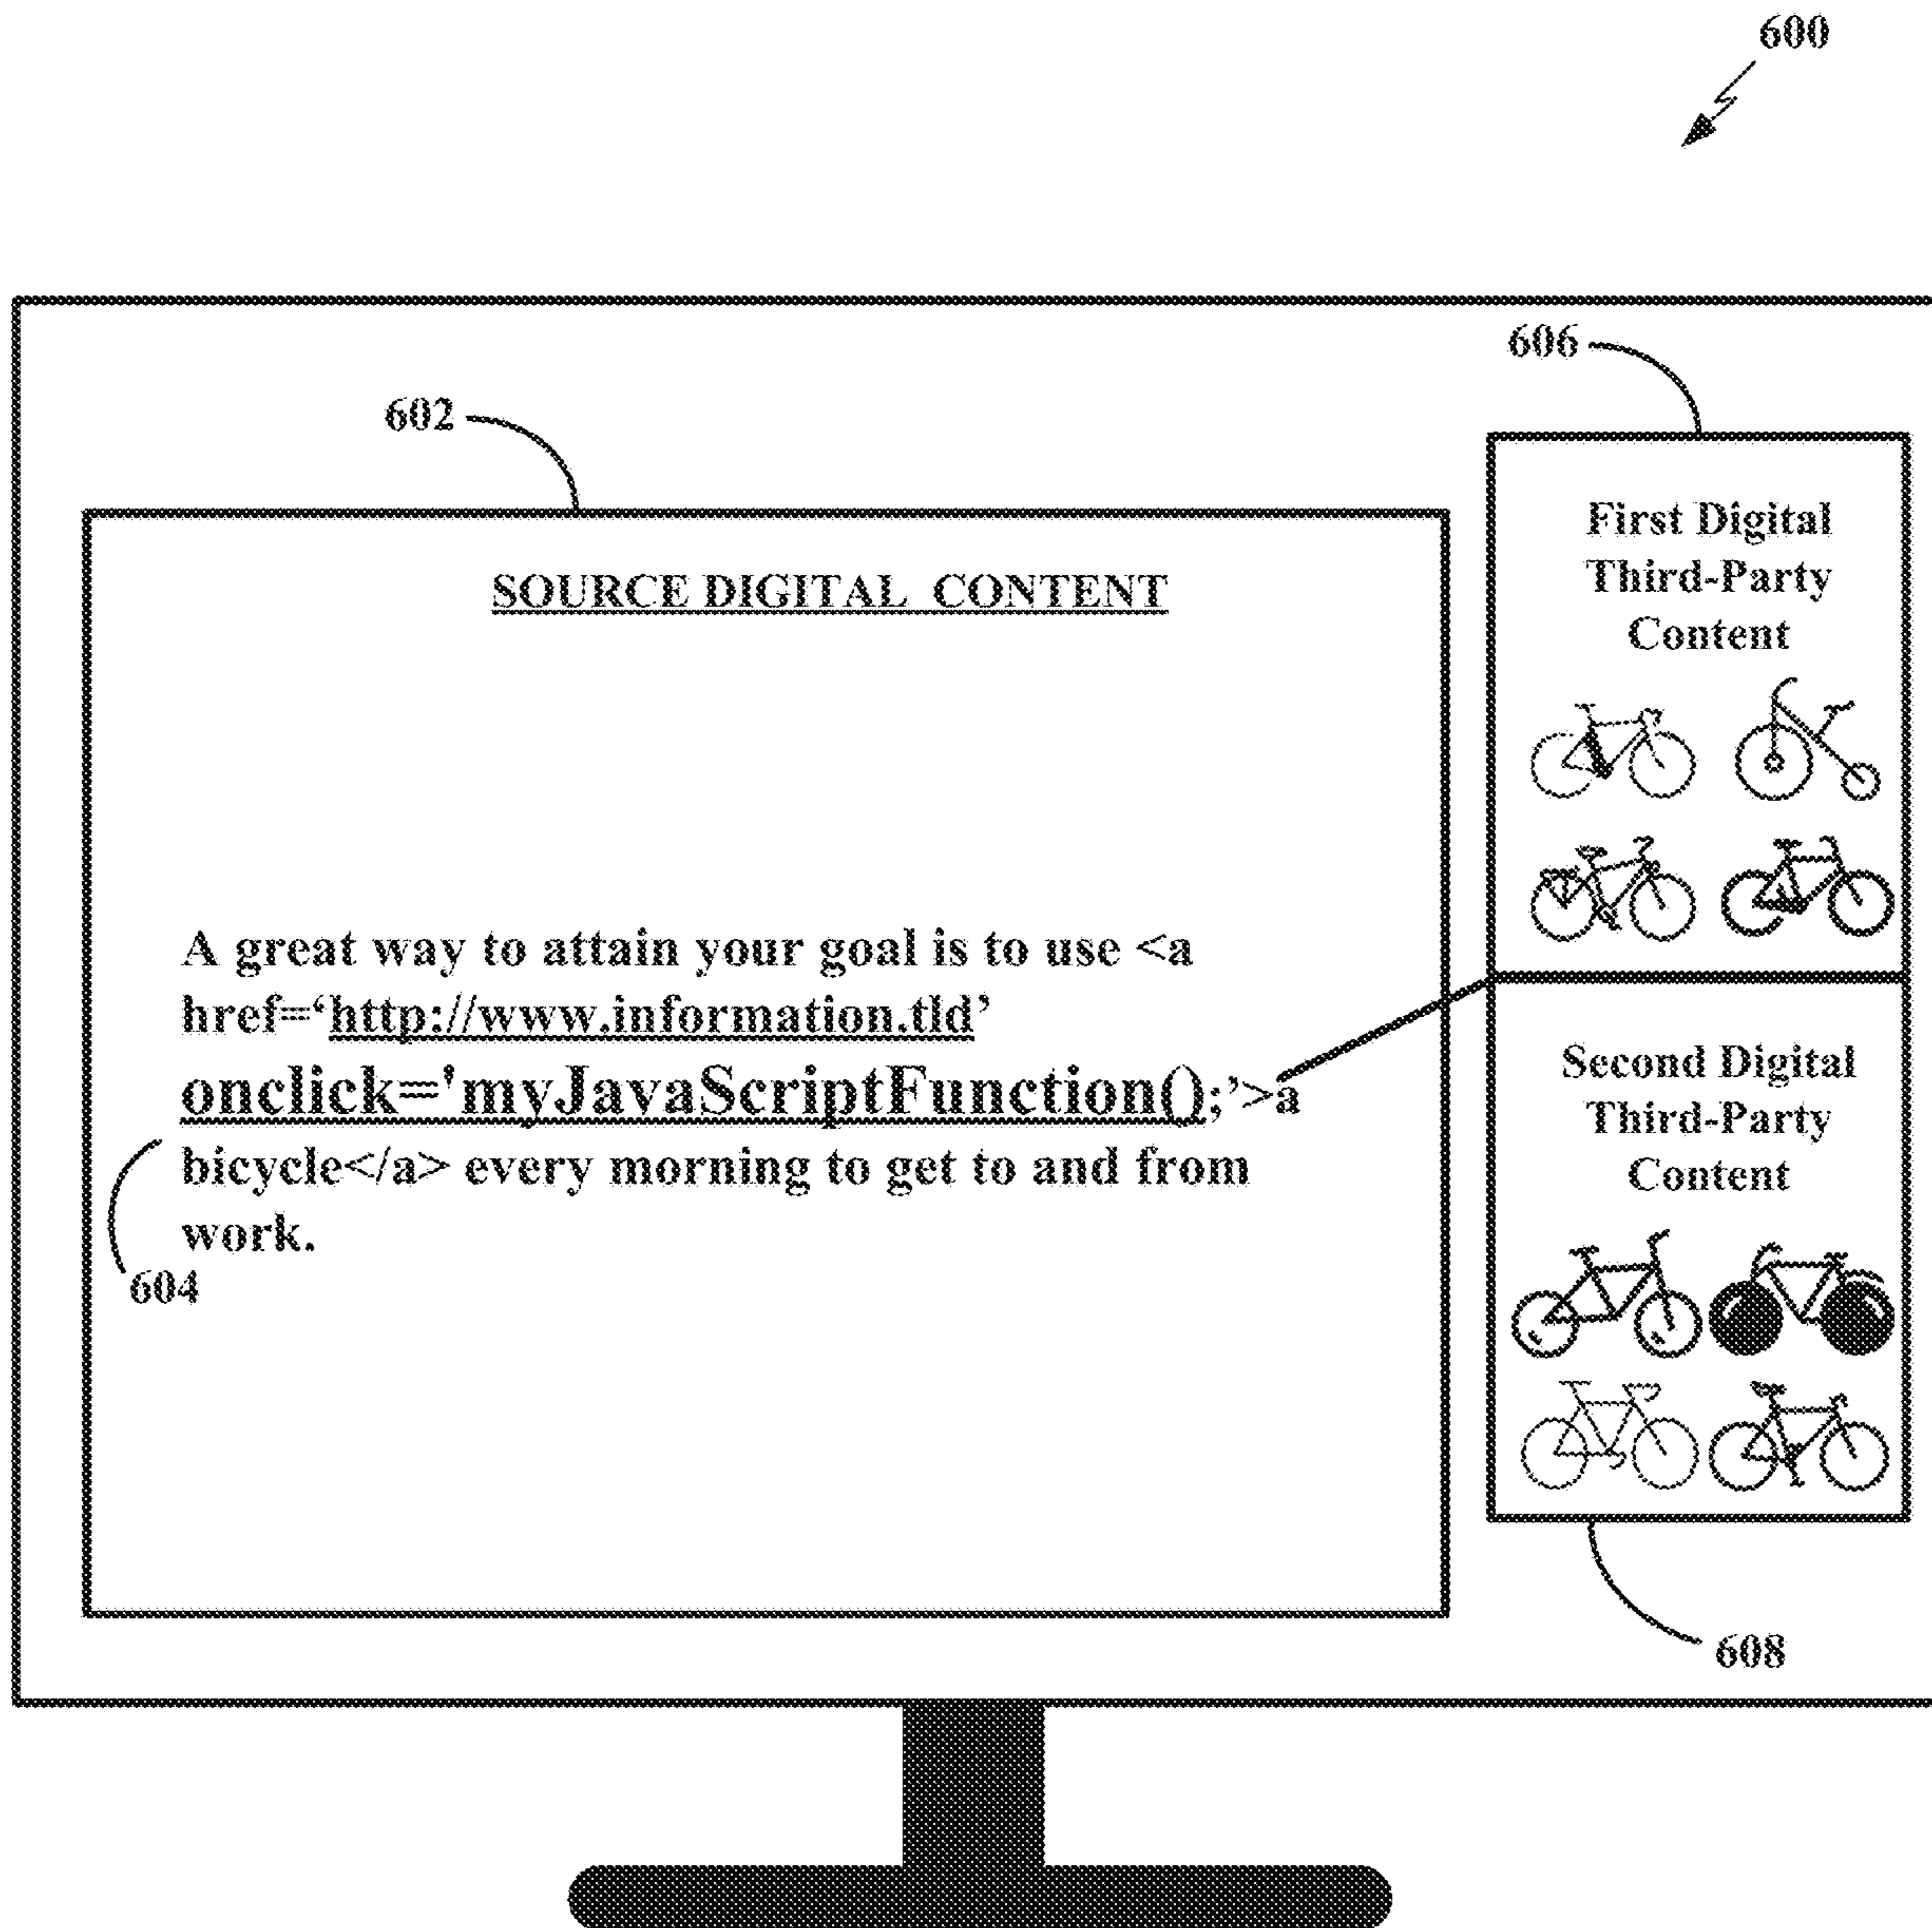 600
606
602
First Digital
Third-Party
Content
SOURCE DIGITAL CONTENT
A great way to attain your goal is to use <a
href=‘http://www.information.tld’
onclick='myJavaScriptFunction();’>a
bicycle</a> every morning to get to and from
work.
604
Second Digital
Third-Party
Content
608